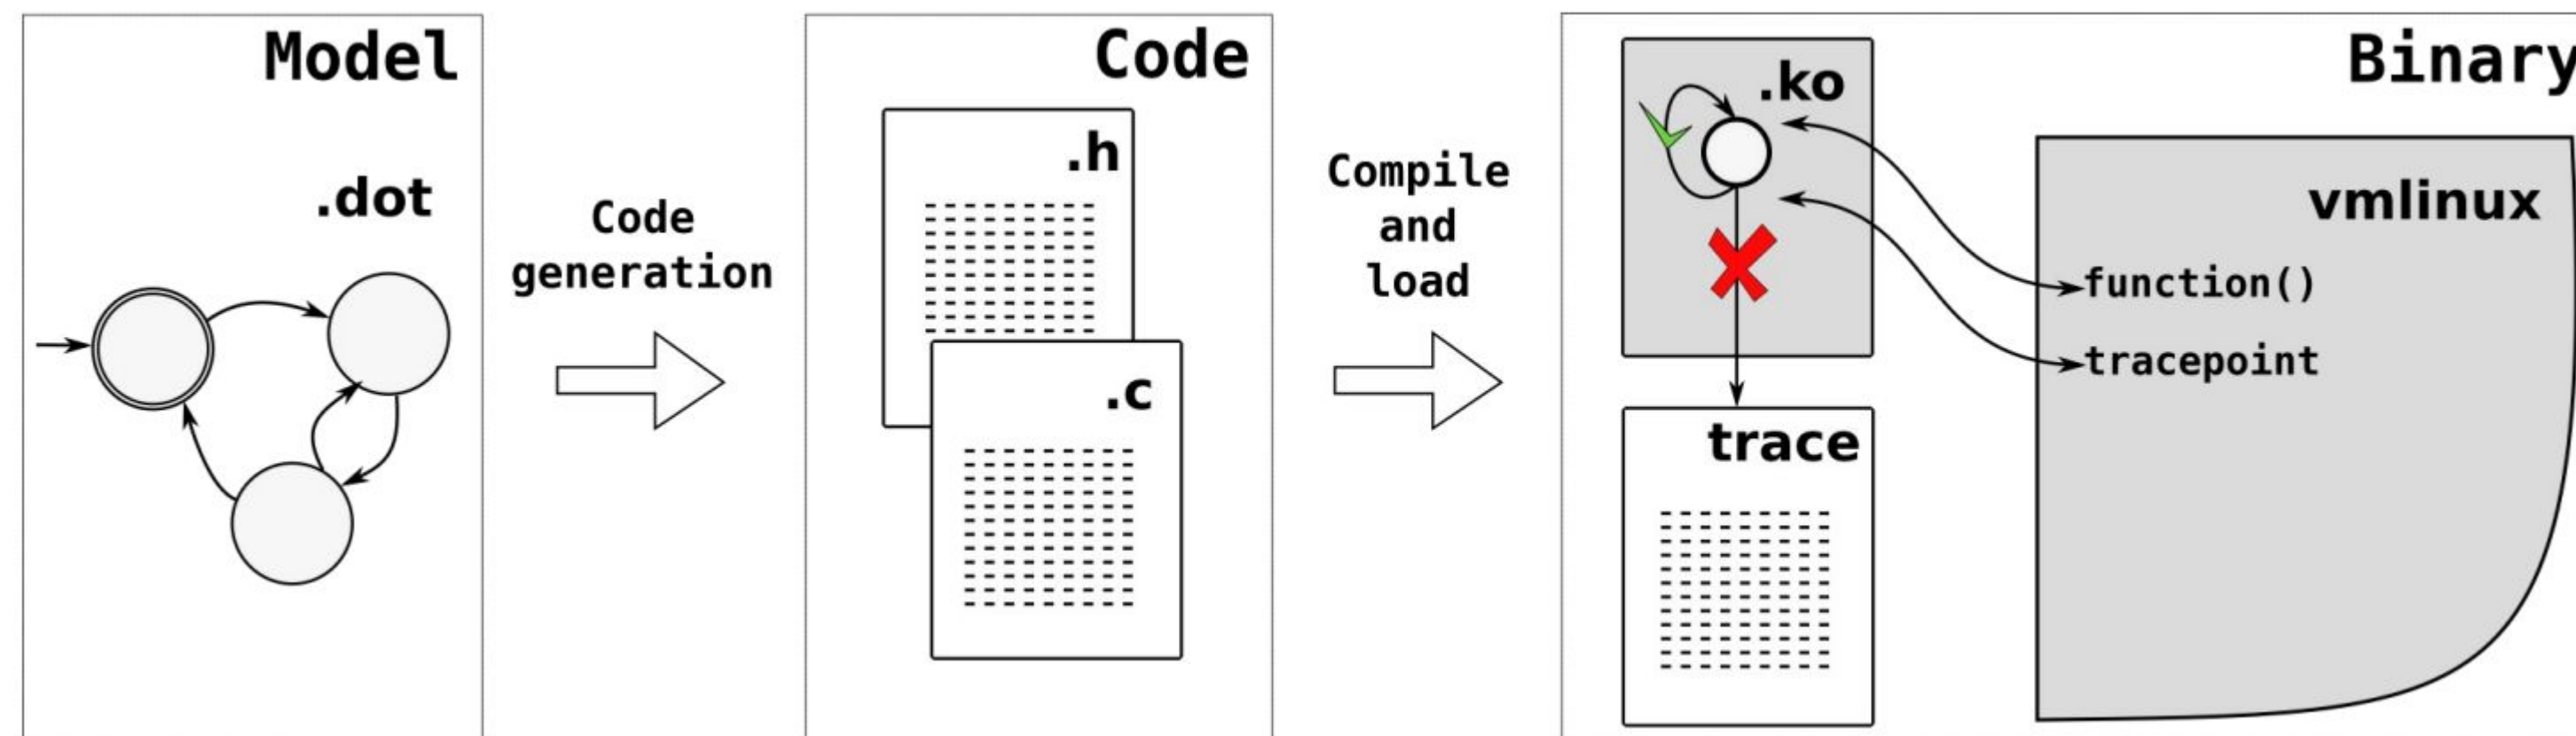 Model
.dot
Code
generation
Code
.h
.c
Compile
and
load
Binary
.ko
trace
vmlinux
function()
tracepoint